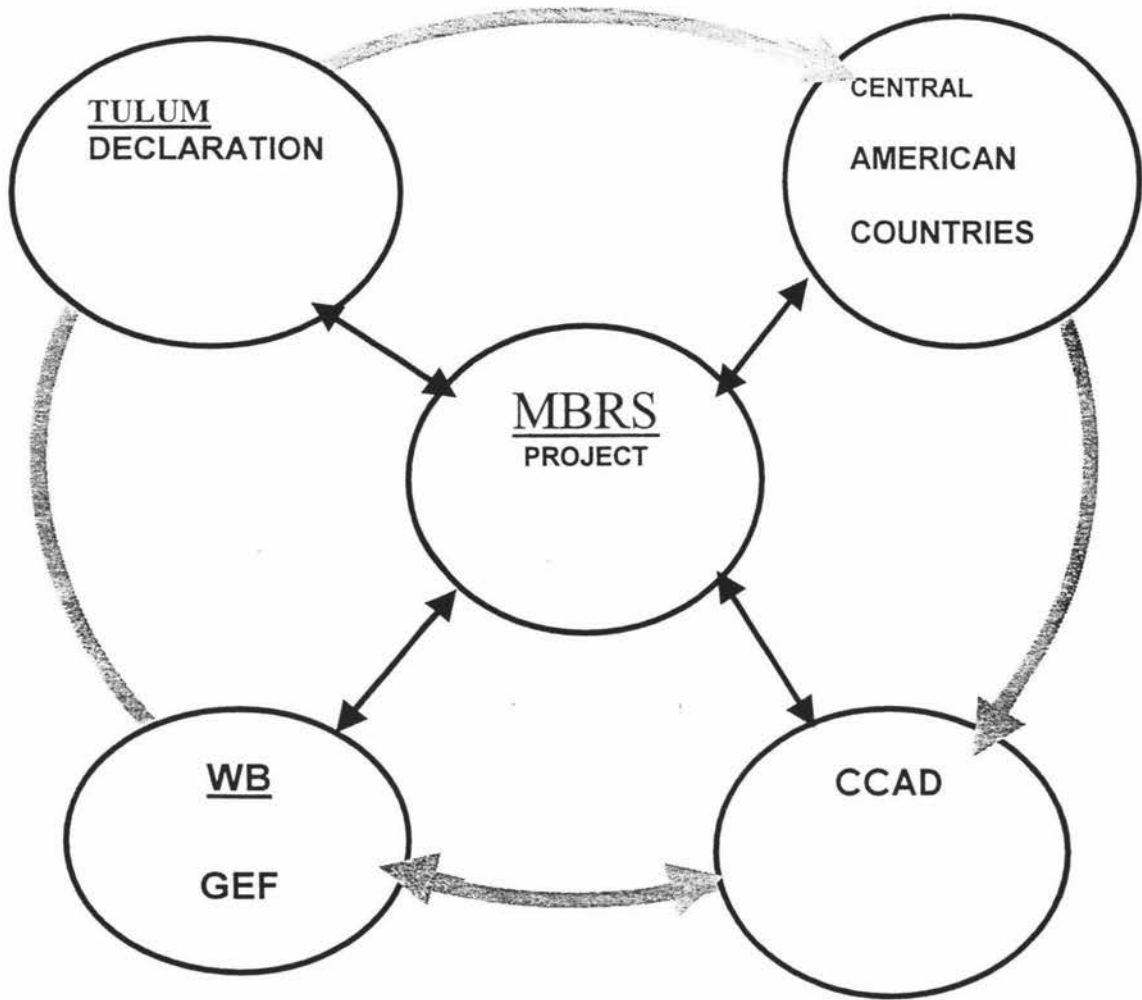 TULUM
DECLARATION
CENTRAL
AMERICAN
COUNTRIES
MBRS
PROJECT
WB
GEF
CCAD